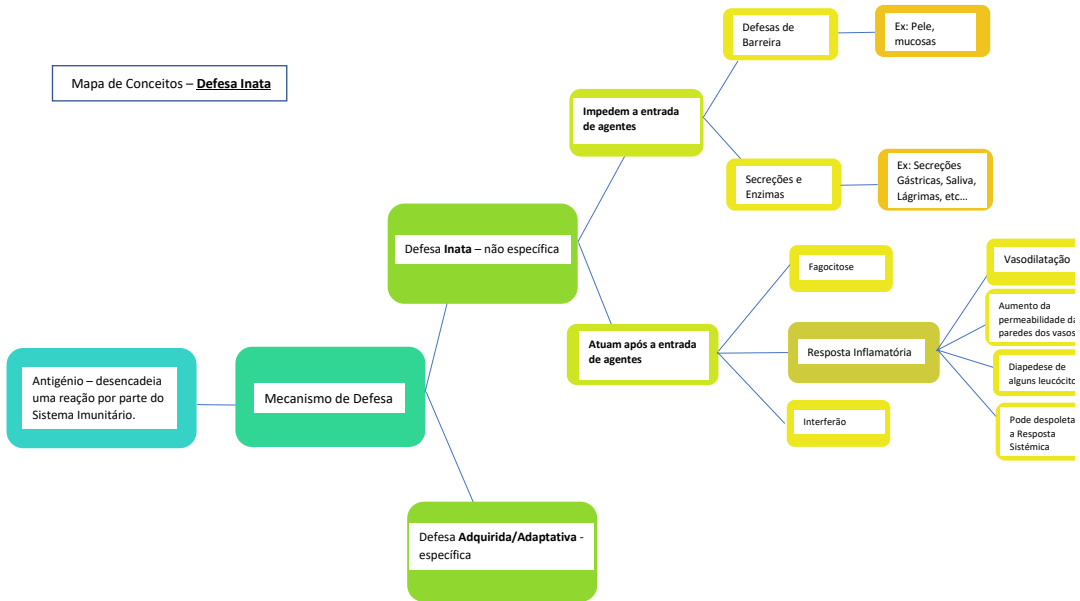 Mapa de Conceitos – Defesa Inata
Antigénio – desencadeia
uma reação por parte do
Sistema Imunitário.
Mecanismo de Defesa
Defesa Inata – não específica
Defesa Adquirida/Adaptativa -
específica
Impedem a entrada
de agentes
Defesas de
Barreira
Ex: Pele,
mucosas
Secreções e
Enzimas
Ex: Secreções
Gástricas, Saliva,
Lágrimas, etc...
Atuam após a entrada
de agentes
Fagocitose
Resposta Inflamatória
Interferão
Vasodilatação
Aumento da
permeabilidade
paredes dos vasos
Diapedese de
alguns
Pode
a Resposta
Sistémica